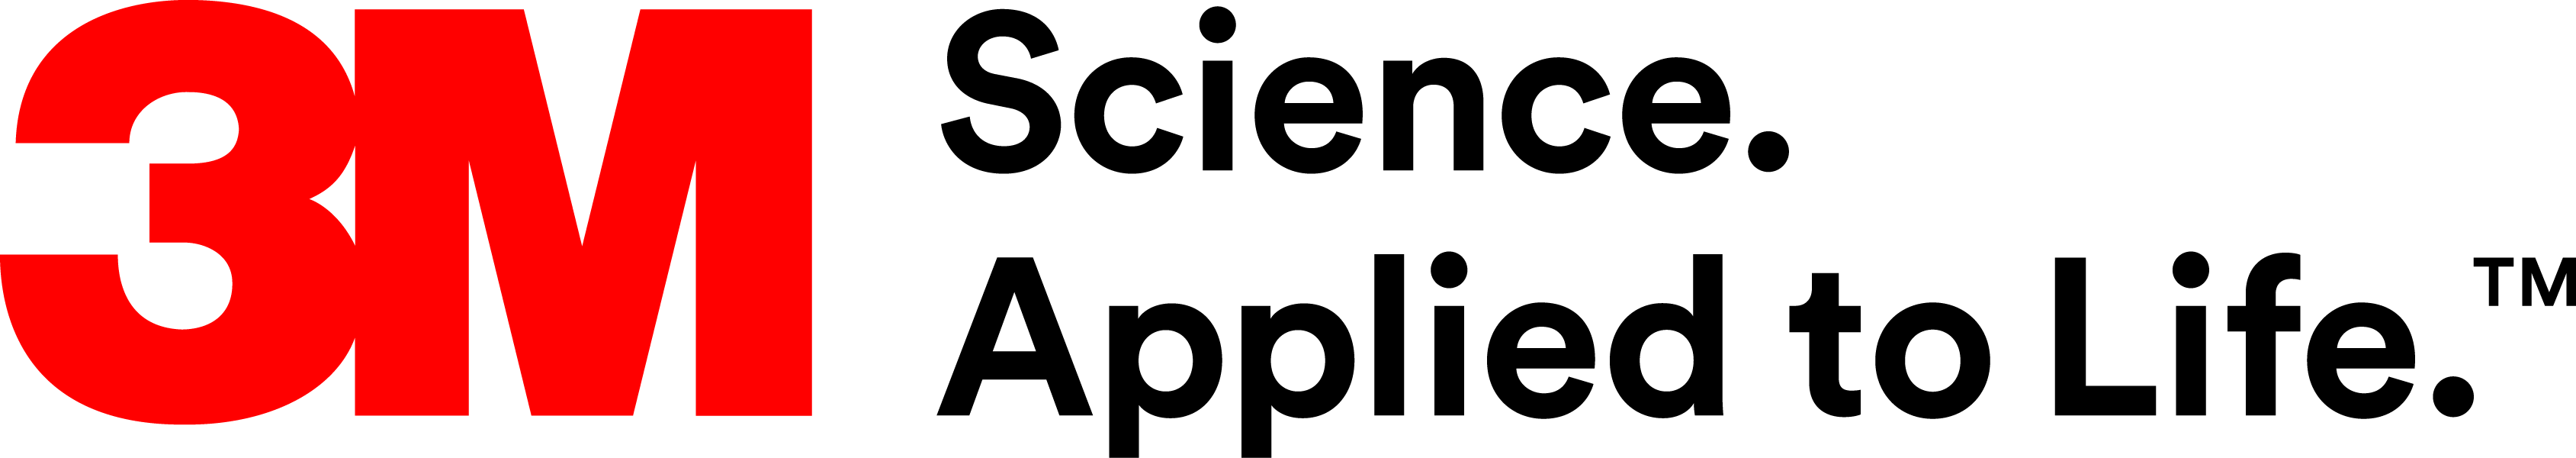 3M
Science.
Applied to Life.™